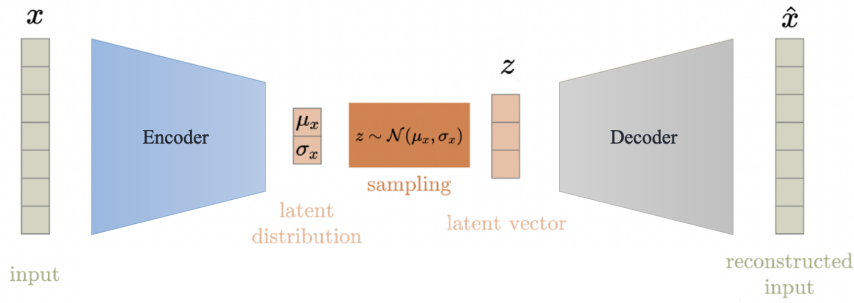 x
x̂
z
Encoder
μₓ
σₓ
z ∼ 𝒩(μₓ, σₓ)
Decoder
sampling
latent
distribution
latent vector
input
reconstructed
input